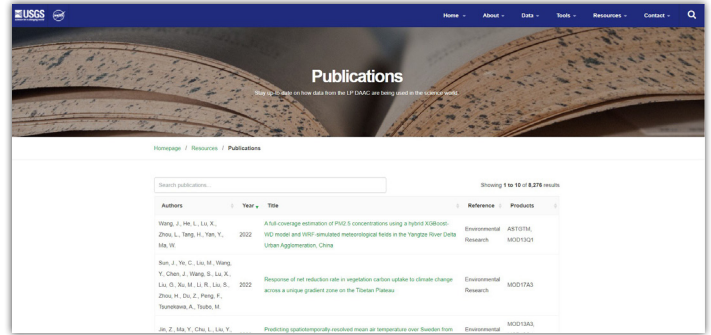 USGS
Home About Data Tools Resources Contact
Publications
Stay up-to-date on how data from the LP DAAC are being used in the science world.
Homepage / Resources / Publications
Search publications...
Showing 1 to 10 of 8,276 results
Authors Year Title Reference Products
Wang, J., He, L., Lu, X.,
Zhou, L., Tang, H., Yan, Y.,
Ma, W.
2022
A full-coverage estimation of PM2.5 concentrations using a hybrid XGBoost-
WD model and WRF-simulated meteorological fields in the Yangtze River Delta
Urban Agglomeration, China
Environmental
Research
ASTGTM,
MOD13Q1
Sun, J., Ye, C., Liu, M., Wang,
Y., Chen, J., Wang, S., Lu, X.,
Liu, G., Xu, M., Li, R., Liu, S.,
Zhou, H., Du, Z., Peng, F.,
Tsunekawa, A., Tsubo, M.
2022
Response of net reduction rate in vegetation carbon uptake to climate change
across a unique gradient zone on the Tibetan Plateau
Environmental
Research
MOD17A3
Jin, Z., Ma, Y., Chu, L., Liu, Y.,
Predicting spatiotemporally-resolved mean air temperature over Sweden from
Environmental
MOD13A3,